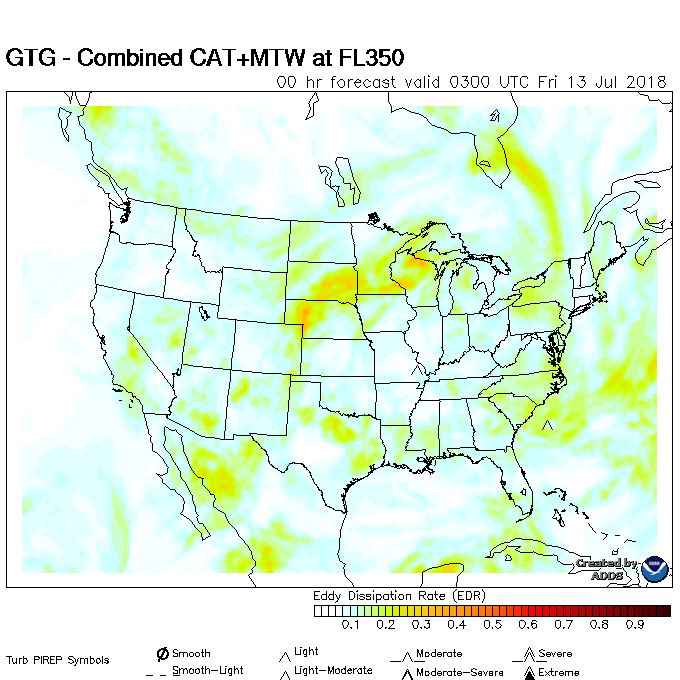 GTG - Combined CAT+MTW at FL350
00 hr forecast valid 0300 UTC Fri 13 Jul 2018
Created by
ADDS
Eddy Dissipation Rate (EDR)
0.1 0.2 0.3 0.4 0.5 0.6 0.7 0.8 0.9
Turb PIREP Symbols
Smooth Light Moderate Severe
Smooth-Light Light-Moderate Moderate-Severe Extreme